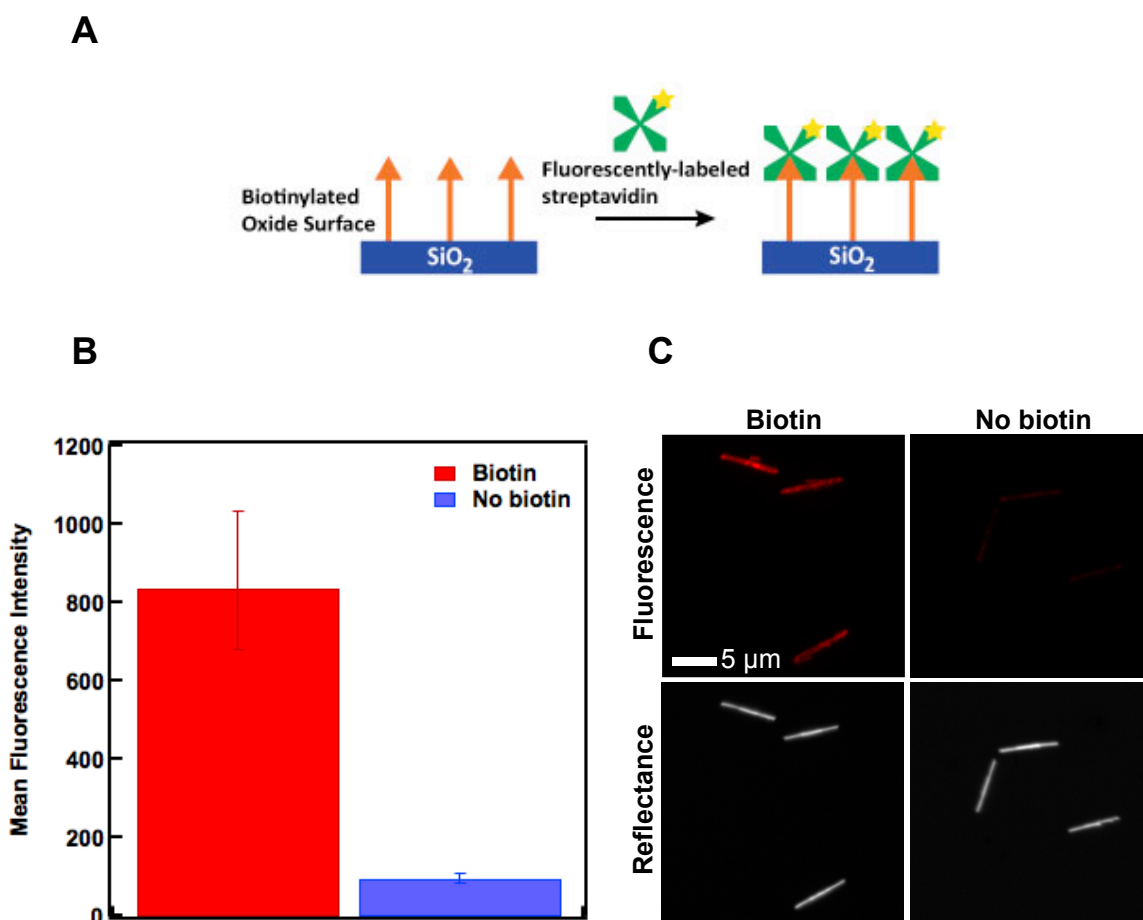 A
Biotinylated
Oxide Surface
SiO₂
Fluorescently-labeled
streptavidin
SiO₂
B
Mean Fluorescence Intensity
1200
1000
800
600
400
200
0
Biotin
No biotin
C
Biotin
No biotin
Fluorescence
5 μm
Reflectance